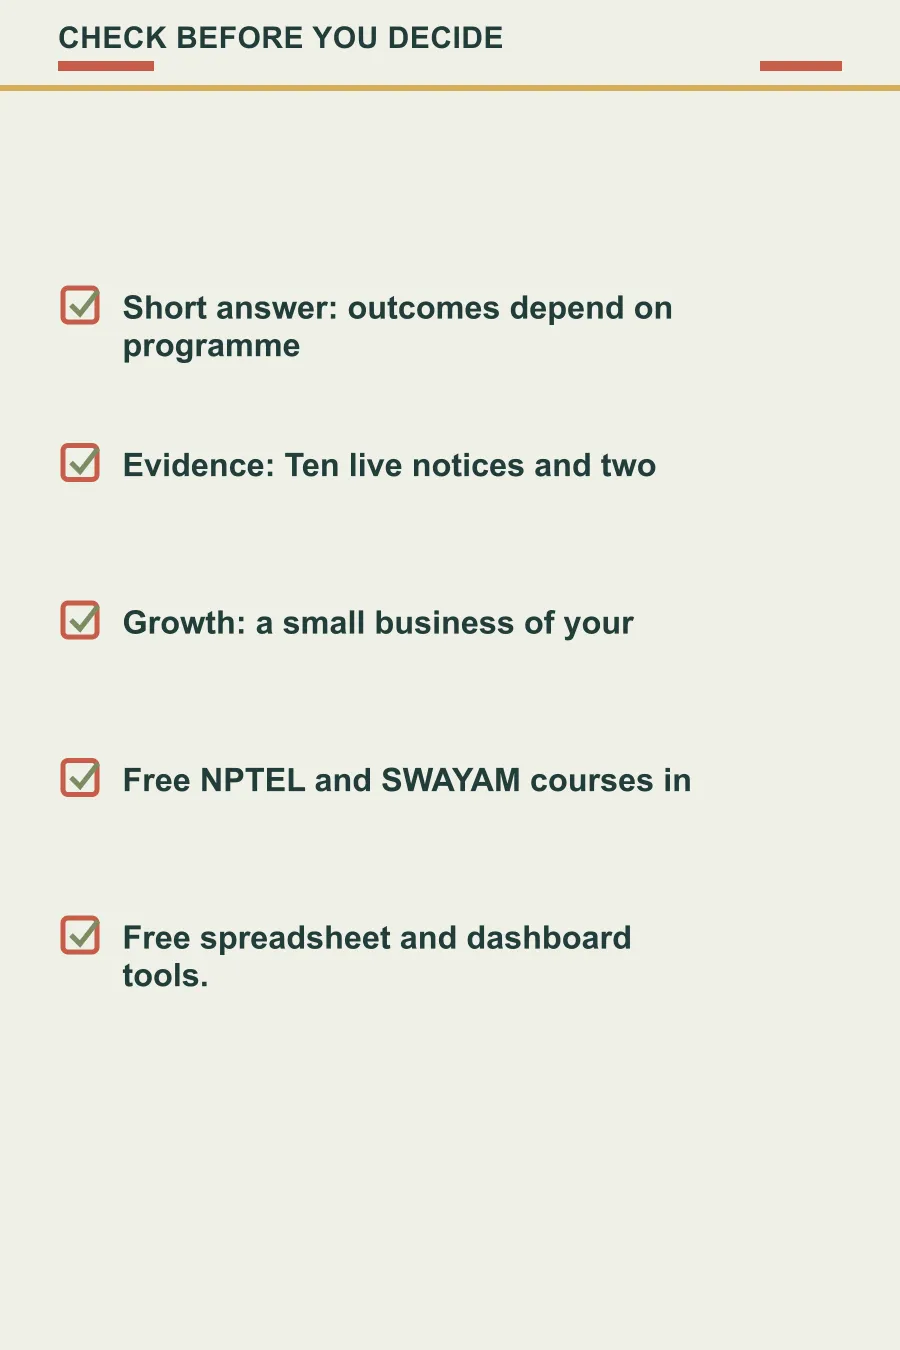 CHECK BEFORE YOU DECIDE
Short answer: outcomes depend on
programme
Evidence: Ten live notices and two
Growth: a small business of your
Free NPTEL and SWAYAM courses in
Free spreadsheet and dashboard
tools.